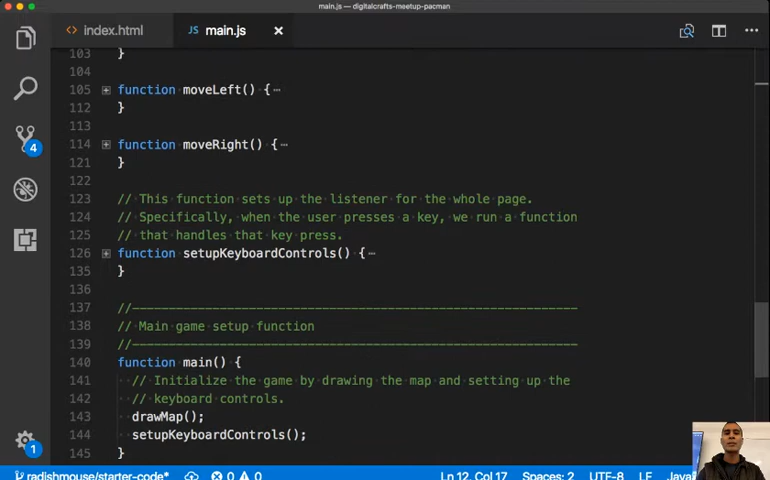 main.js — digitalcrafts-meetup-pacman
index.html
JS main.js
103 }
104
105 function moveLeft() {
112 }
113
114 function moveRight() {
121 }
122
123 // This function sets up the listener for the whole page.
124 // Specifically, when the user presses a key, we run a function
125 // that handles that key press.
126 function setupKeyboardControls() {
135 }
136
137 //-------------------------------------------------------------
138 // Main game setup function
139 //-------------------------------------------------------------
140 function main() {
141 // Initialize the game by drawing the map and setting up the
142 // keyboard controls.
143 drawMap();
144 setupKeyboardControls();
145 }
4
1
radishmouse/starter-code* 0 0 Ln 12, Col 17 Spaces: 2 UTF-8 LF